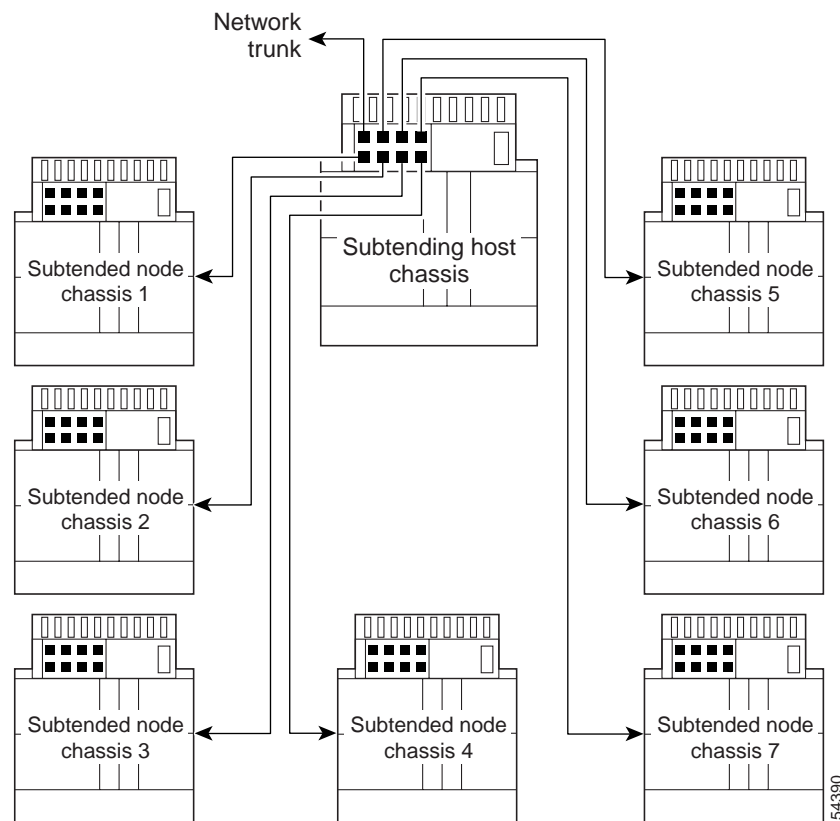 Network
trunk
Subtending host
chassis
Subtended node
chassis 1
Subtended node
chassis 5
Subtended node
chassis 2
Subtended node
chassis 6
Subtended node
chassis 3
Subtended node
chassis 4
Subtended node
chassis 7
54390